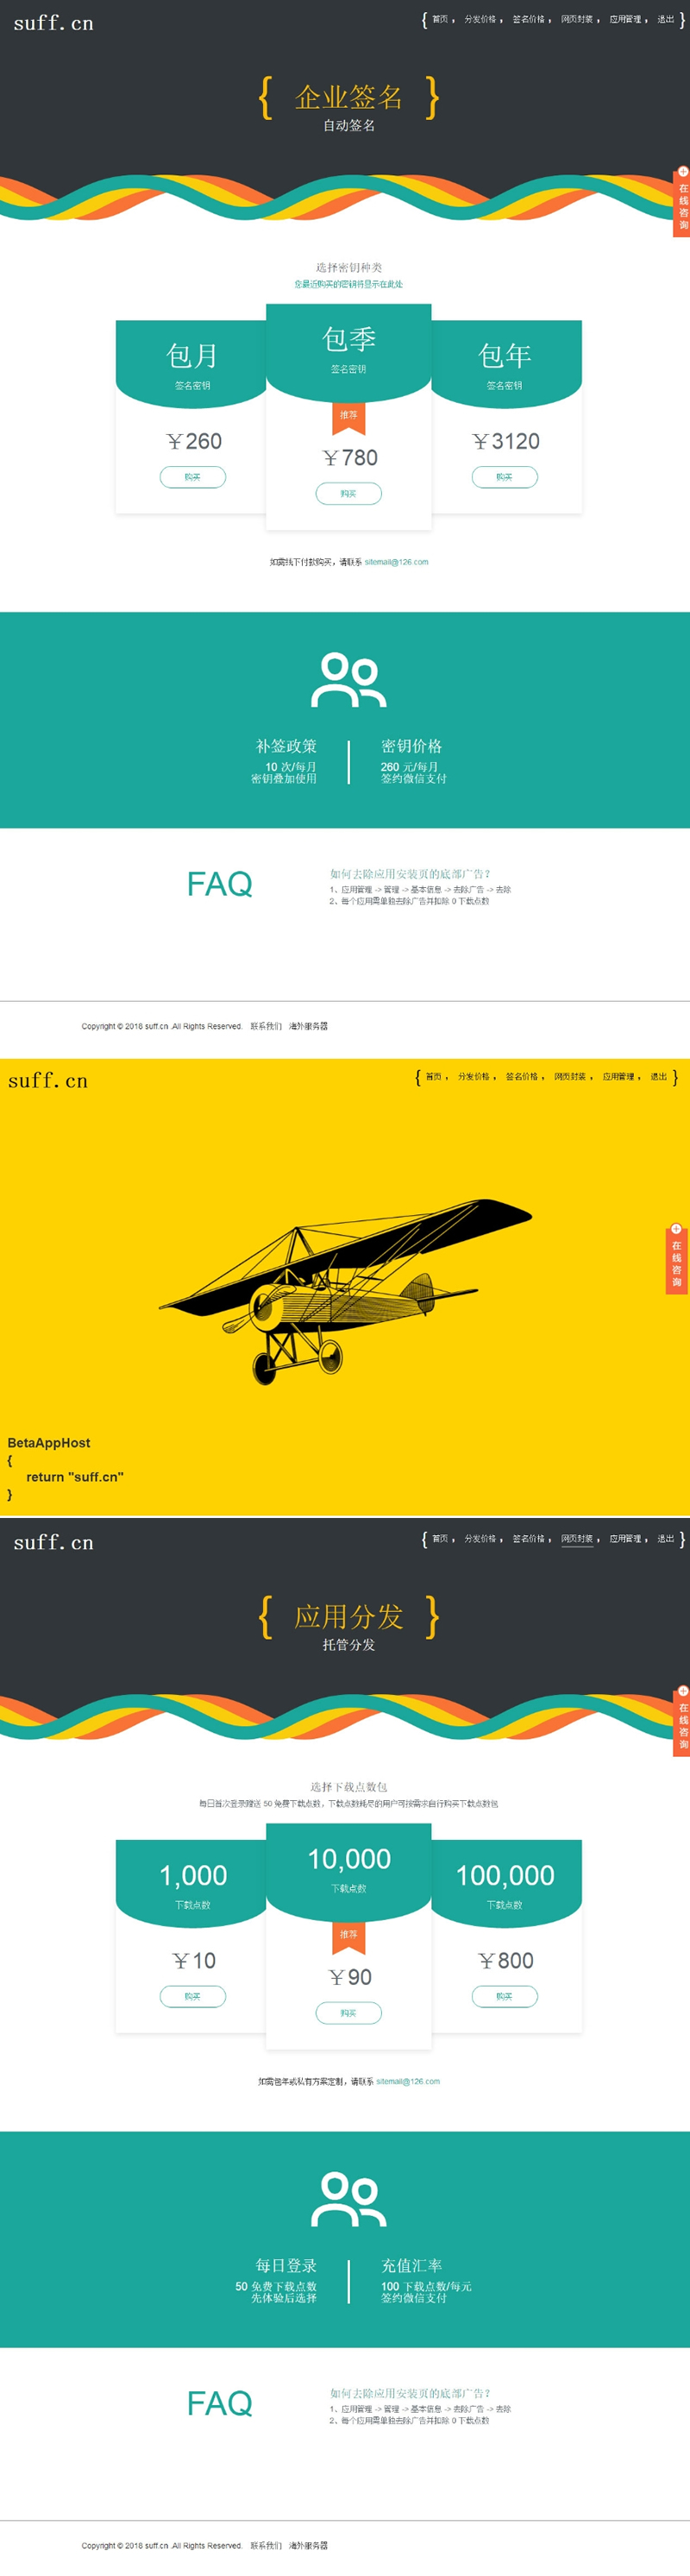 suff.cn
{ 首页 , 分发价格 , 签名价格 , 网页封装 , 应用管理 , 退出 }
{ 企业签名 }
自动签名
在线咨询
选择密钥种类
您最近购买的密钥将显示在此处
包月
签名密钥
¥260
购买
包季
签名密钥
推荐
¥780
购买
包年
签名密钥
¥3120
购买
如需线下付款购买，请联系 sitemail@126.com
补签政策
10 次/每月
密钥叠加使用
密钥价格
260 元/每月
签约微信支付
FAQ
如何去除应用安装页的底部广告？
1、应用管理 -> 管理 -> 基本信息 -> 去除广告 -> 去除
2、每个应用需单独去除广告并扣除 0 下载点数
Copyright © 2018 suff.cn .All Rights Reserved. 联系我们 海外服务器
suff.cn
{ 首页 , 分发价格 , 签名价格 , 网页封装 , 应用管理 , 退出 }
在线咨询
BetaAppHost
{
return "suff.cn"
}
suff.cn
{ 首页 , 分发价格 , 签名价格 , 网页封装 , 应用管理 , 退出 }
{ 应用分发 }
托管分发
在线咨询
选择下载点数包
每日首次登录赠送 50 免费下载点数，下载点数耗尽的用户可按需求自行购买下载点数包
1,000
下载点数
¥10
购买
10,000
下载点数
推荐
¥90
购买
100,000
下载点数
¥800
购买
如需包年或私有方案定制，请联系 sitemail@126.com
每日登录
50 免费下载点数
先体验后选择
充值汇率
100 下载点数/每元
签约微信支付
FAQ
如何去除应用安装页的底部广告？
1、应用管理 -> 管理 -> 基本信息 -> 去除广告 -> 去除
2、每个应用需单独去除广告并扣除 0 下载点数
Copyright © 2018 suff.cn .All Rights Reserved. 联系我们 海外服务器